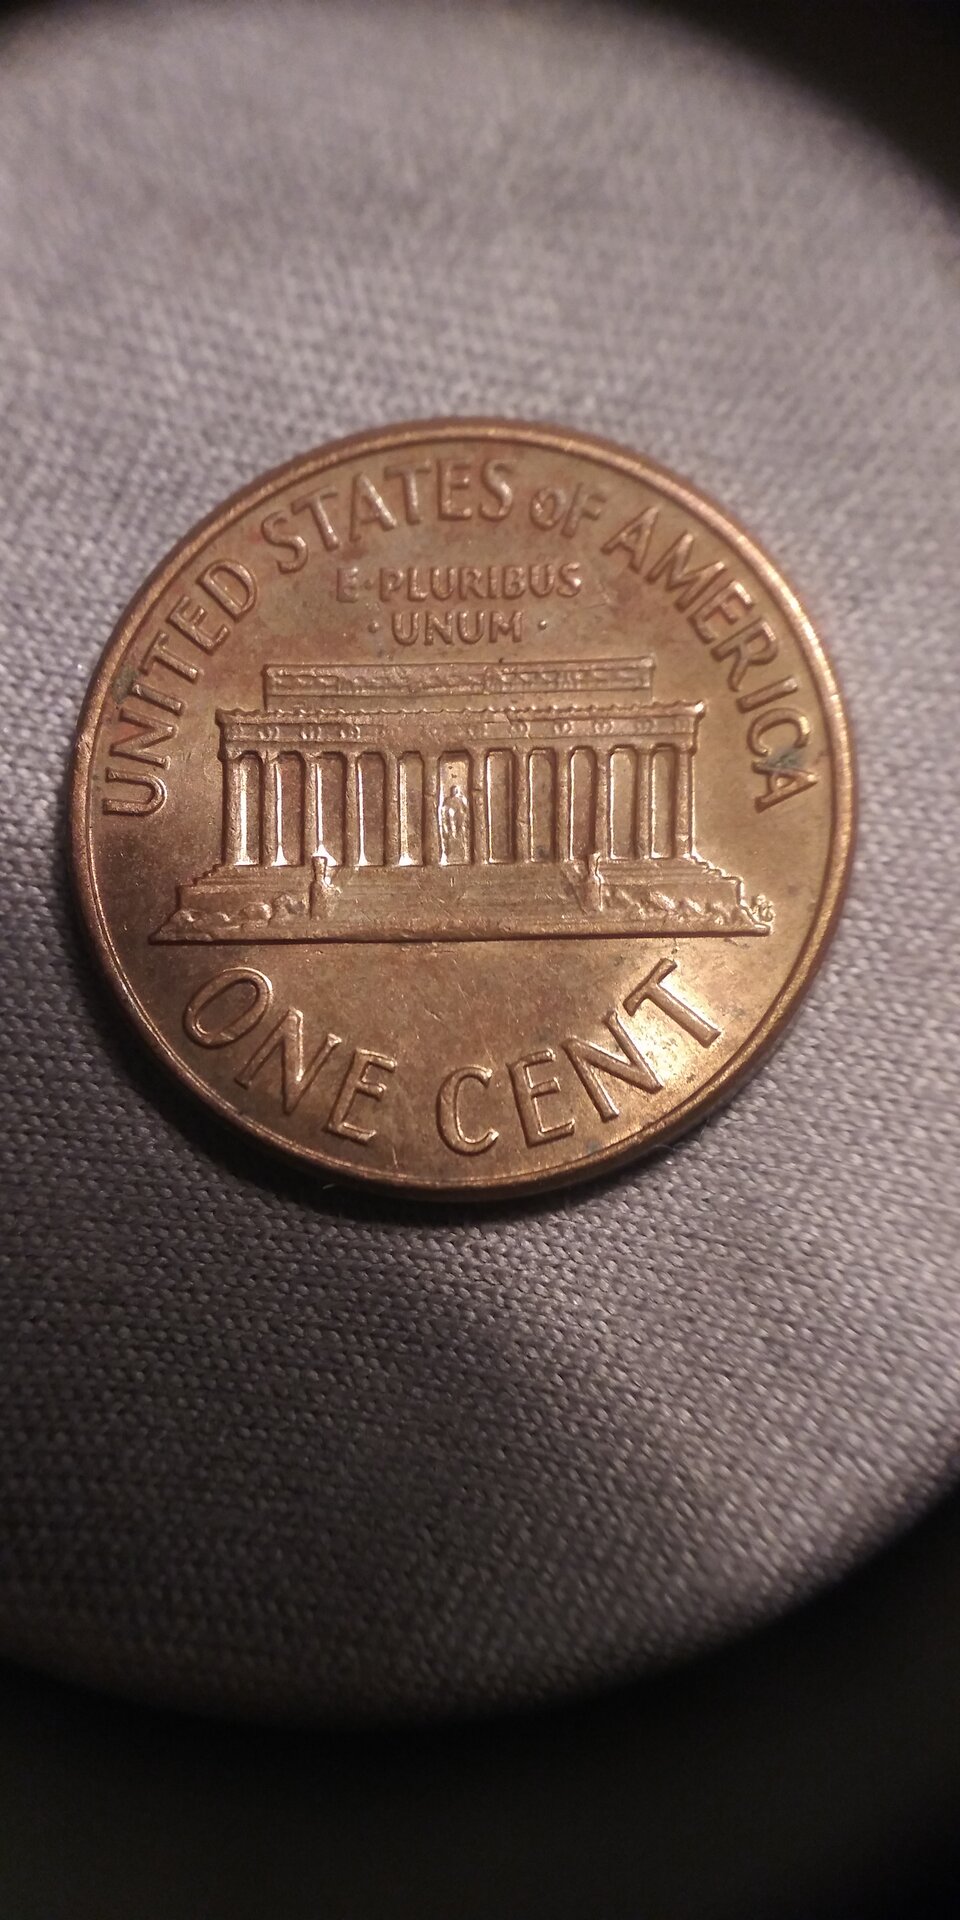 UNITED STATES OF AMERICA
E·PLURIBUS
·UNUM·
ONE CENT